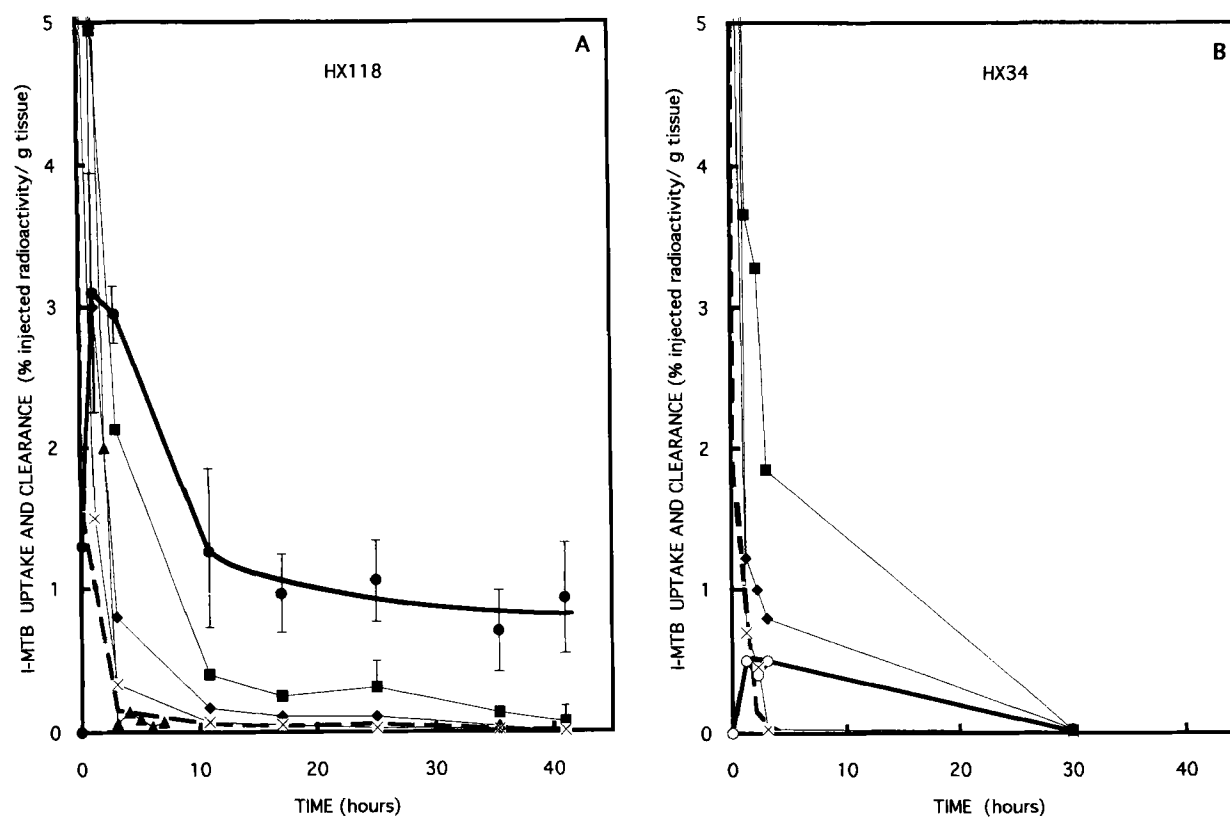 A
HX118
I-MTB UPTAKE AND CLEARANCE (% injected radioactivity/ g tissue)
5
4
3
2
1
0
0 10 20 30 40
TIME (hours)
B
HX34
I-MTB UPTAKE AND CLEARANCE (% injected radioactivity/ g tissue)
5
4
3
2
1
0
0 10 20 30 40
TIME (hours)